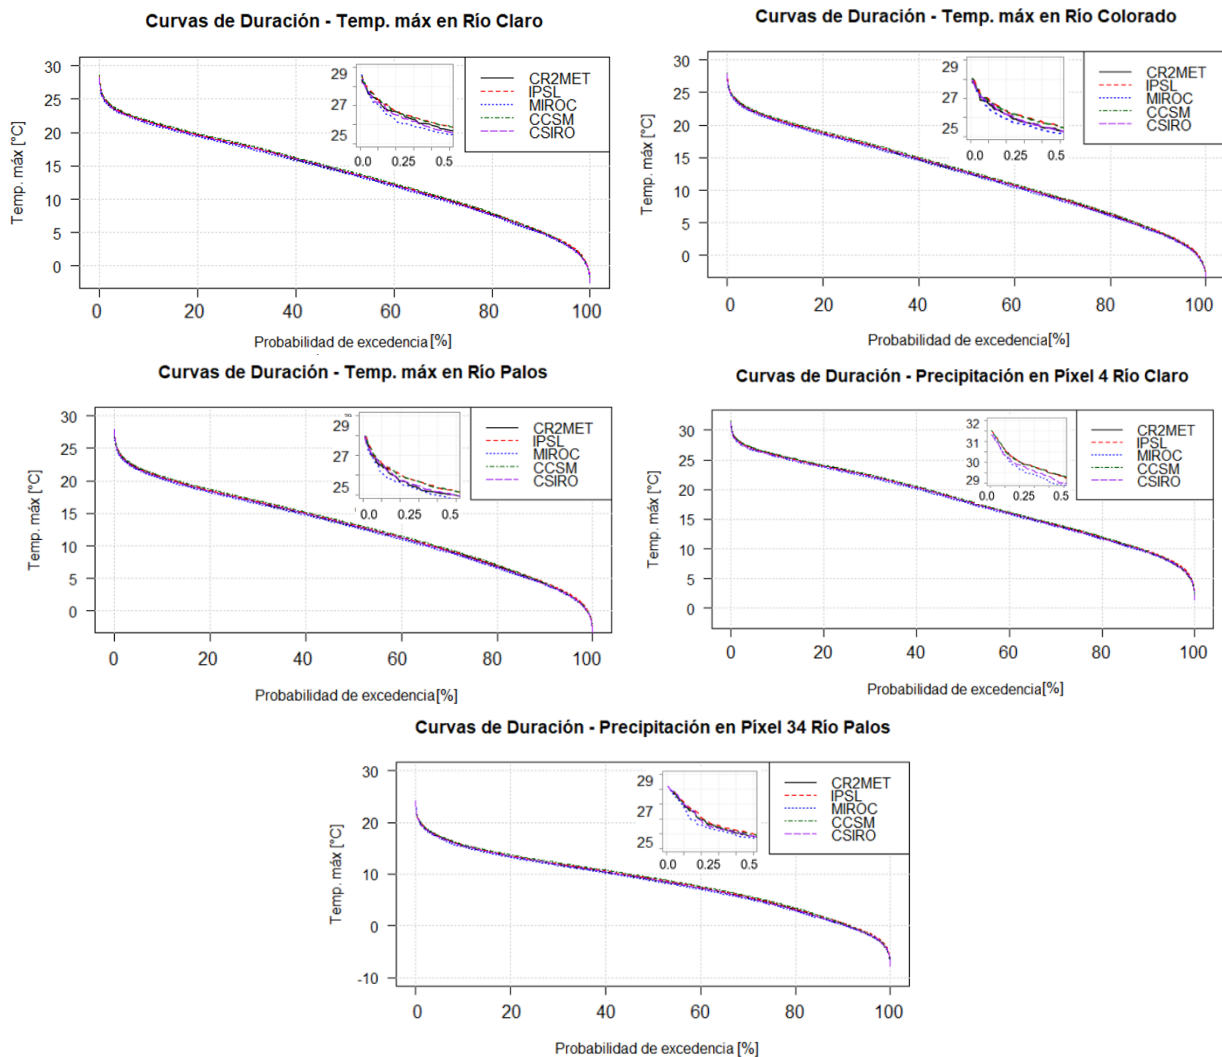 Curvas de Duración - Temp. máx en Río Claro
Temp. máx [°C]
30
25
20
15
10
5
0
29
27
25
0.0
0.25
0.5
CR2MET
IPSL
MIROC
CCSM
CSIRO
0 20 40 60 80 100
Probabilidad de excedencia[%]
Curvas de Duración - Temp. máx en Río Colorado
Temp. máx [°C]
30
25
20
15
10
5
0
28
26
24
0.0 0.25 0.5
CR2MET
IPSL
MIROC
CCSM
CSIRO
0 20 40 60 80 100
Probabilidad de excedencia[%]
Curvas de Duración - Temp. máx en Río Palos
Temp. máx [°C]
30
25
20
15
10
5
0
29
27
25
0.0 0.25 0.5
CR2MET
IPSL
MIROC
CCSM
CSIRO
0 20 40 60 80 100
Probabilidad de excedencia[%]
Curvas de Duración - Precipitación en Píxel 4 Río Claro
Temp. máx [°C]
30
25
20
15
10
5
0
32
31
30
29
0.0 0.25 0.5
CR2MET
IPSL
MIROC
CCSM
CSIRO
0 20 40 60 80 100
Probabilidad de excedencia[%]
Curvas de Duración - Precipitación en Píxel 34 Río Palos
Temp. máx [°C]
30
20
10
0
-10
29
27
25
0.0 0.25 0.5
CR2MET
IPSL
MIROC
CCSM
CSIRO
0 20 40 60 80 100
Probabilidad de excedencia [%]